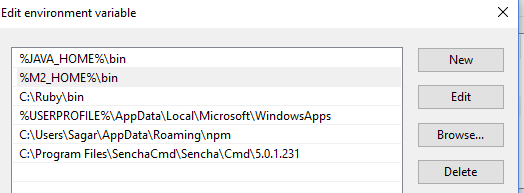 Edit environment variable
%JAVA_HOME%\bin
%M2_HOME%\bin
C:\Ruby\bin
%USERPROFILE%\AppData\Local\Microsoft\WindowsApps
C:\Users\Sagar\AppData\Roaming\npm
C:\Program Files\SenchaCmd\Sencha\Cmd\5.0.1.231
New
Edit
Browse...
Delete